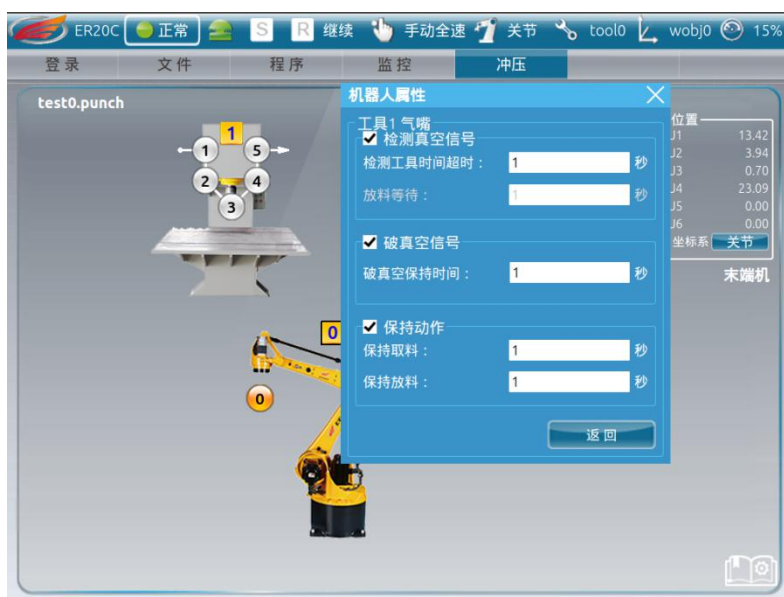 ER20C 正常 S R 继续 手动全速 关节 tool0 wobj0 15%
登录 文件 程序 监控 冲压
test0.punch
1
1 5
2 4
3
0
0
机器人属性
工具1 气嘴
检测真空信号
检测工具时间超时： 1 秒
放料等待： 1 秒
破真空信号
破真空保持时间： 1 秒
保持动作
保持取料： 1 秒
保持放料： 1 秒
返回
位置
J1 13.42
J2 3.94
J3 0.70
J4 23.09
J5 0.00
J6 0.00
坐标系 关节
末端机